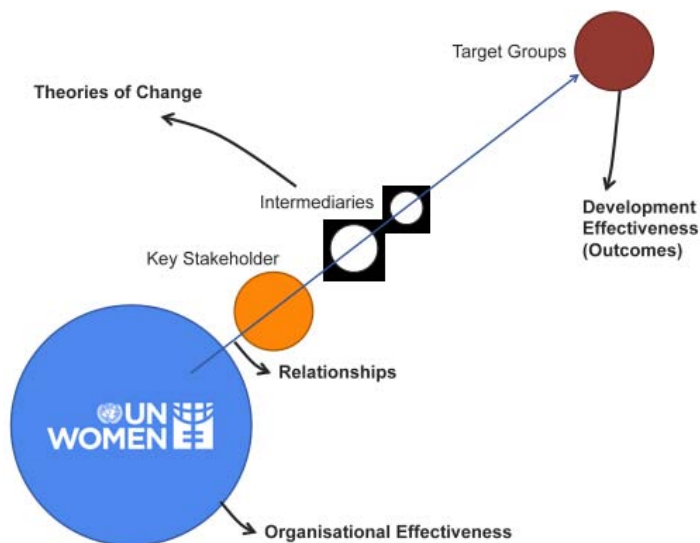 Target Groups
Theories of Change
Intermediaries
Development
Effectiveness
(Outcomes)
Key Stakeholder
Relationships
UN
WOMEN
Organisational Effectiveness